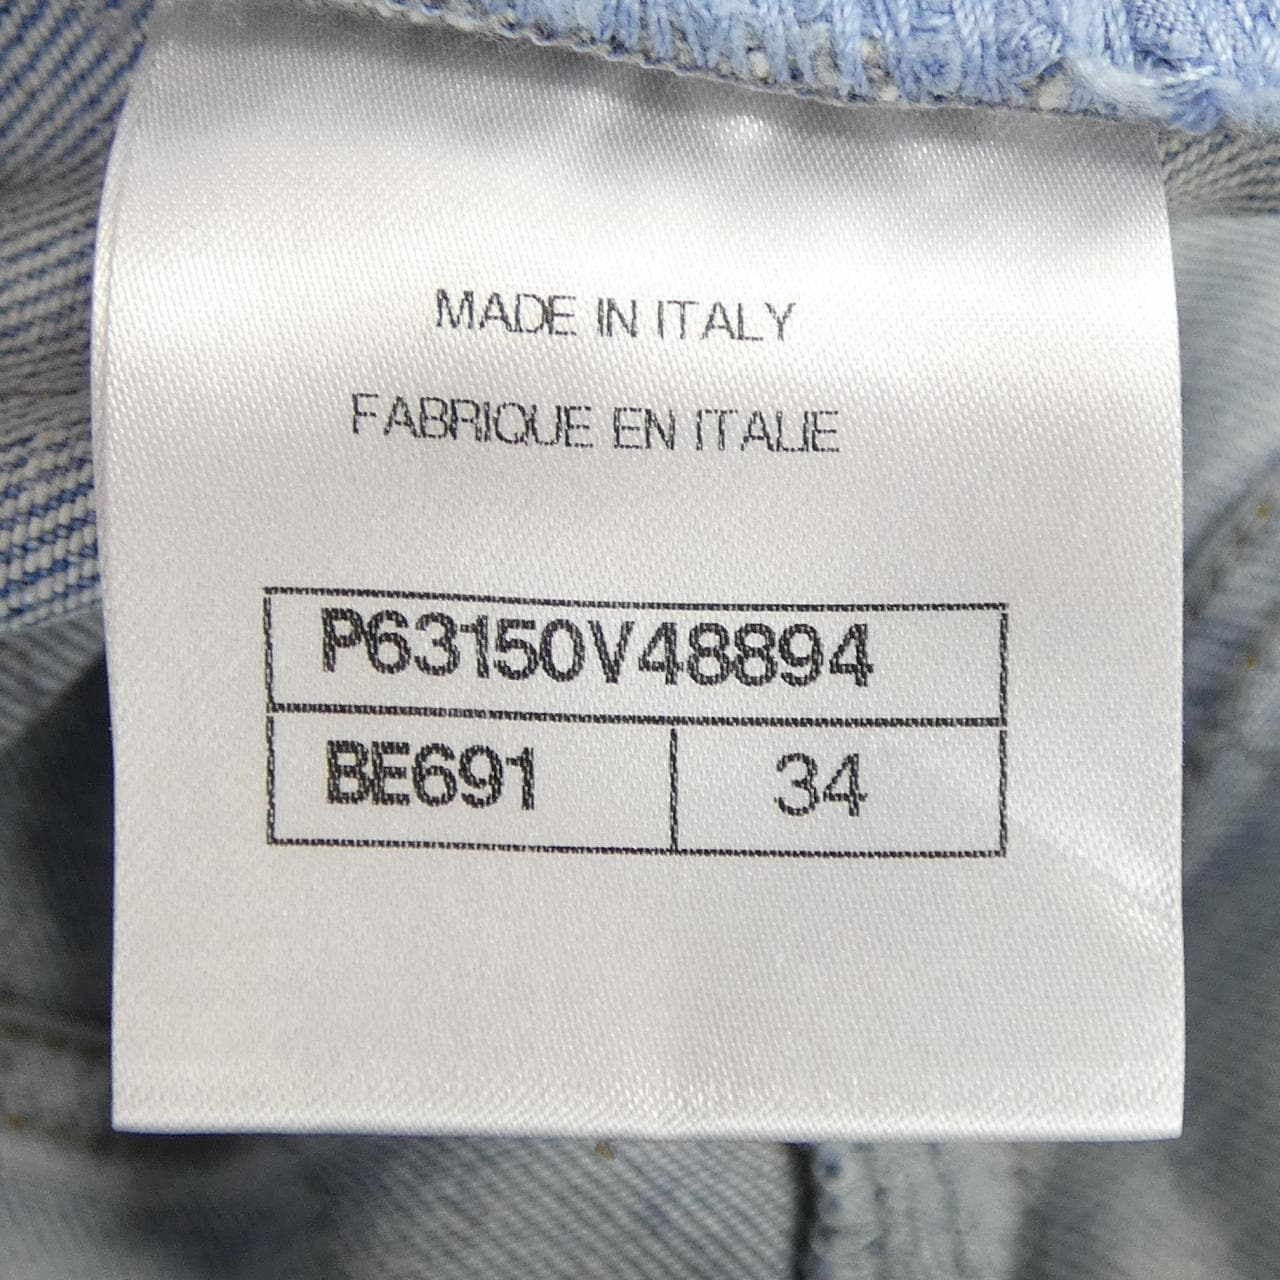 MADE IN ITALY
FABRIQUE EN ITALIE
P63150V48894
BE691 34